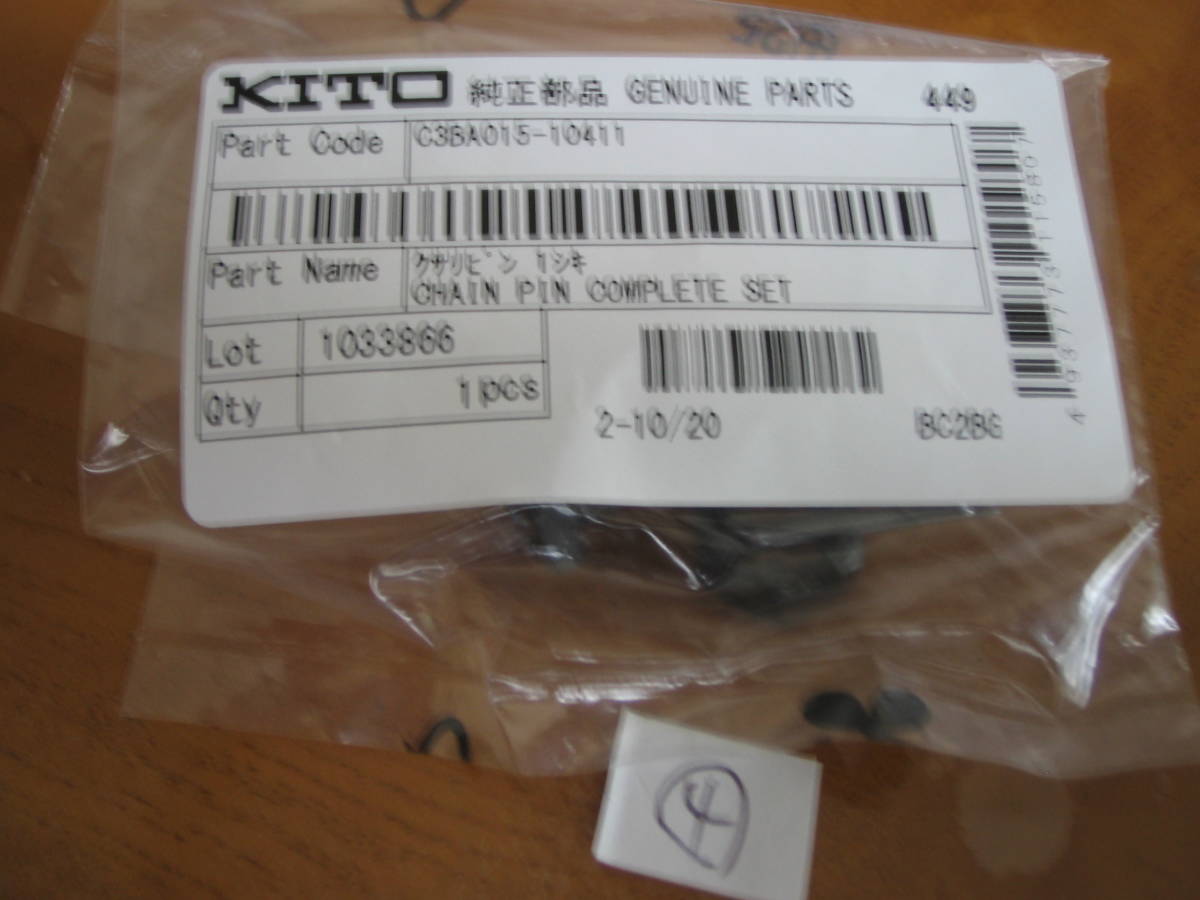 KITO 純正部品 GENUINE PARTS 449
Part Code C3BA015-10411
Part Name クサリピン 1シキ
CHAIN PIN COMPLETE SET
Lot 1033866
Qty 1pcs
2-10/20 BC2BG
4